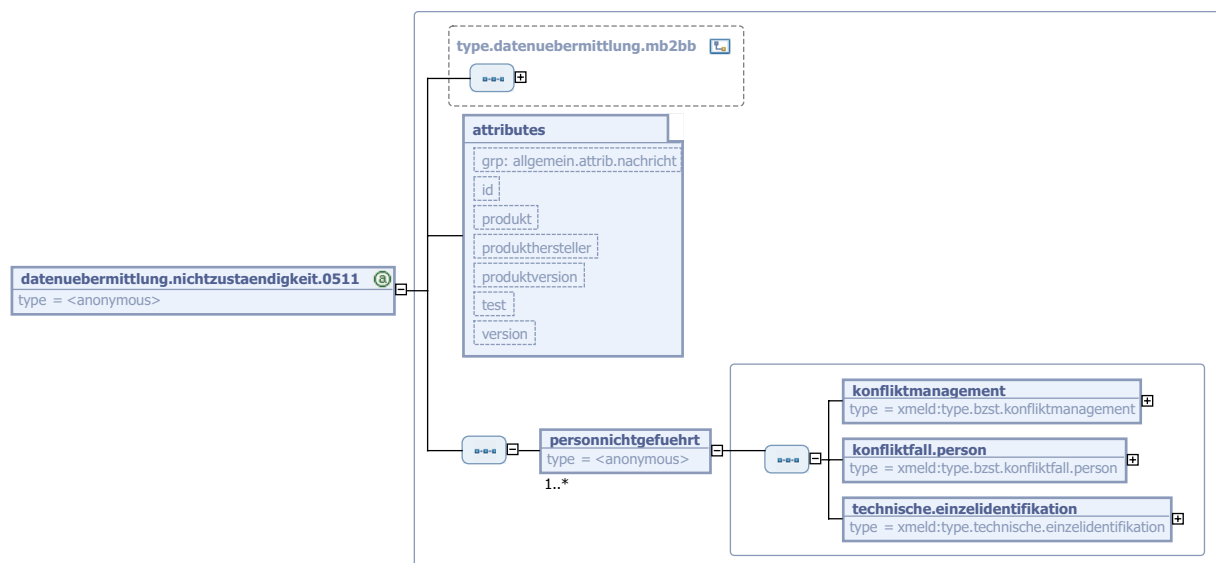 type.datenuebermittlung.mb2bb
attributes
grp: allgemein.attrib.nachricht
id
produkt
produkthersteller
produktversion
test
version
datenuebermittlung.nichtzustaendigkeit.0511 a
type = <anonymous>
personnichtgefuehrt
type = <anonymous>
1..*
konfliktmanagement
type = xmeld:type.bzst.konfliktmanagement
konfliktfall.person
type = xmeld:type.bzst.konfliktfall.person
technische.einzelidentifikation
type = xmeld:type.technische.einzelidentifikation